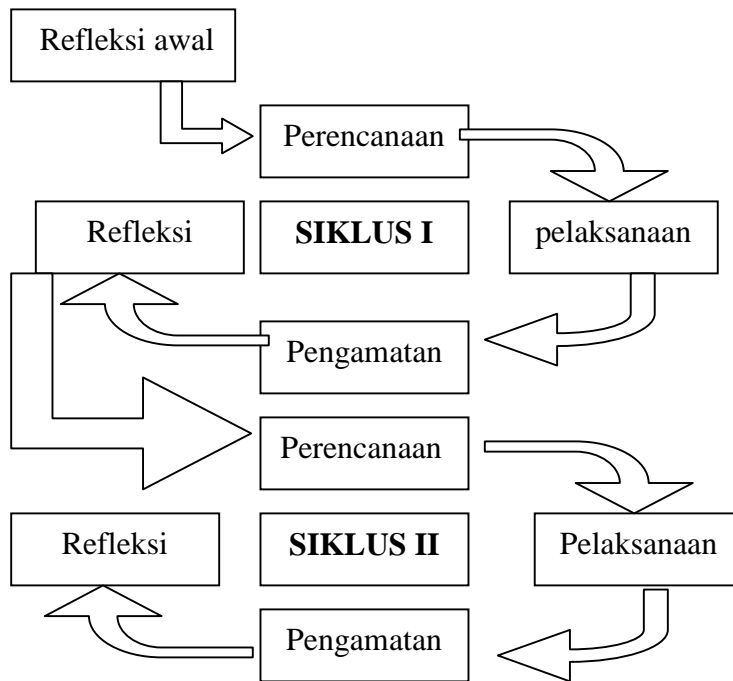 Refleksi awal
Perencanaan
Refleksi
SIKLUS I
pelaksanaan
Pengamatan
Perencanaan
Refleksi
SIKLUS II
Pelaksanaan
Pengamatan